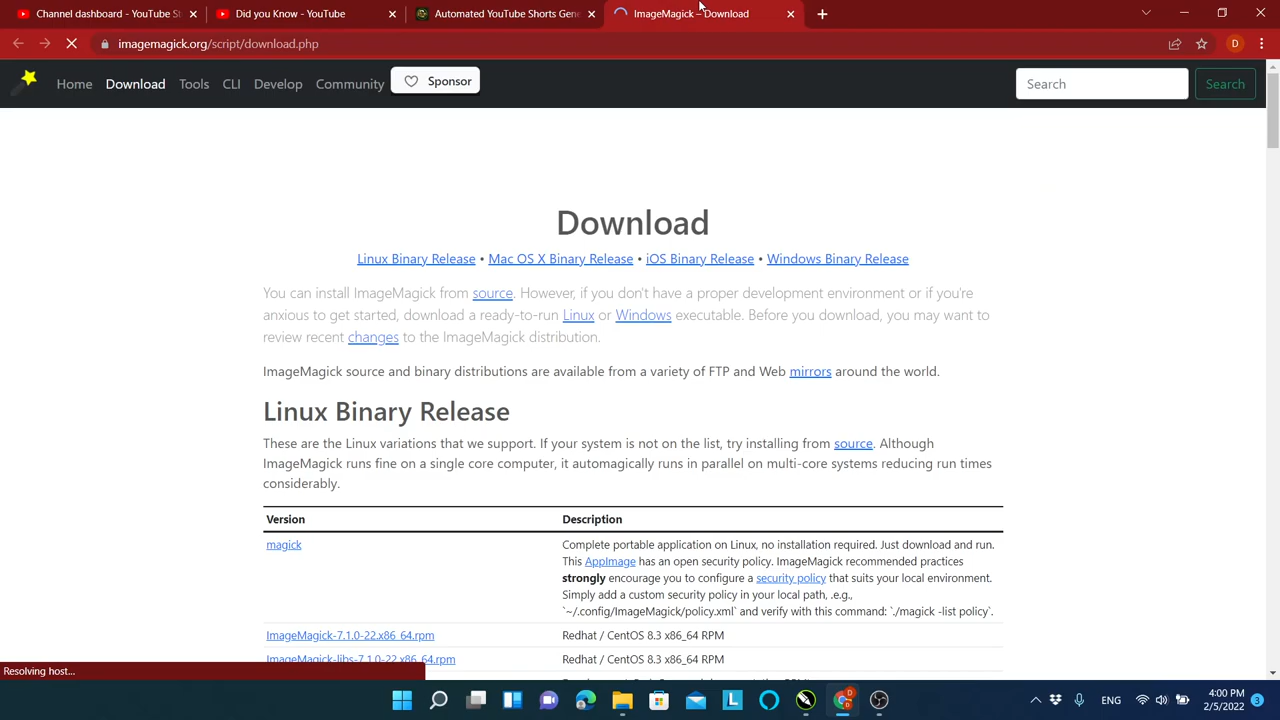 Channel dashboard - YouTube St
Did you Know - YouTube
Automated YouTube Shorts Gene
ImageMagick – Download
imagemagick.org/script/download.php
D
Home
Download
Tools
CLI
Develop
Community
Sponsor
Search
Search
Download
Linux Binary Release • Mac OS X Binary Release • iOS Binary Release • Windows Binary Release
You can install ImageMagick from source. However, if you don't have a proper development environment or if you're
anxious to get started, download a ready-to-run Linux or Windows executable. Before you download, you may want to
review recent changes to the ImageMagick distribution.
ImageMagick source and binary distributions are available from a variety of FTP and Web mirrors around the world.
Linux Binary Release
These are the Linux variations that we support. If your system is not on the list, try installing from source. Although
ImageMagick runs fine on a single core computer, it automagically runs in parallel on multi-core systems reducing run times
considerably.
Version Description
magick Complete portable application on Linux, no installation required. Just download and run.
This AppImage has an open security policy. ImageMagick recommended practices
strongly encourage you to configure a security policy that suits your local environment.
Simply add a custom security policy in your local path, .e.g.,
`~/.config/ImageMagick/policy.xml` and verify with this command: `./magick -list policy`.
ImageMagick-7.1.0-22.x86_64.rpm Redhat / CentOS 8.3 x86_64 RPM
ImageMagick-libs-7.1.0-22.x86_64.rpm Redhat / CentOS 8.3 x86_64 RPM
Resolving host...
ENG
4:00 PM
2/5/2022
3